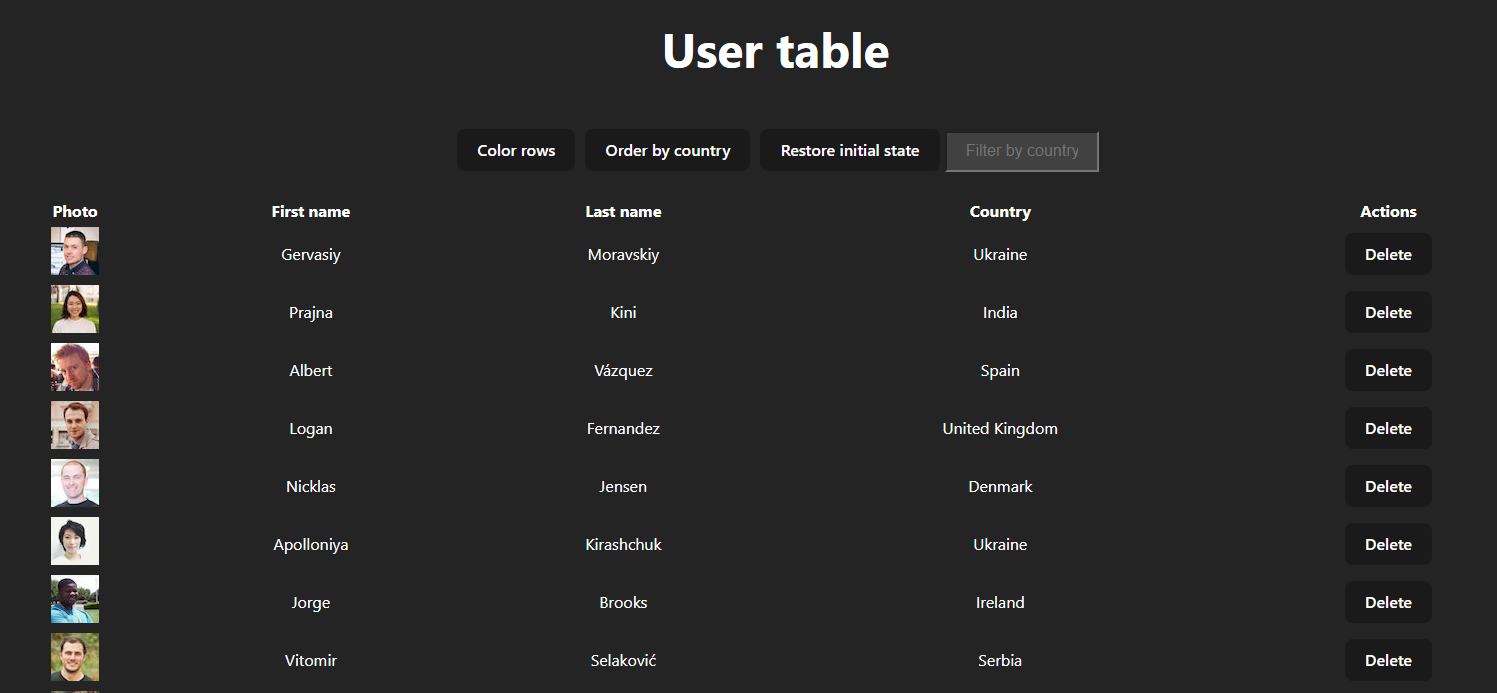 User table
Color rows Order by country Restore initial state Filter by country
Photo First name Last name Country Actions
Gervasiy Moravskiy Ukraine Delete
Prajna Kini India Delete
Albert Vázquez Spain Delete
Logan Fernandez United Kingdom Delete
Nicklas Jensen Denmark Delete
Apolloniya Kirashchuk Ukraine Delete
Jorge Brooks Ireland Delete
Vitomir Selaković Serbia Delete